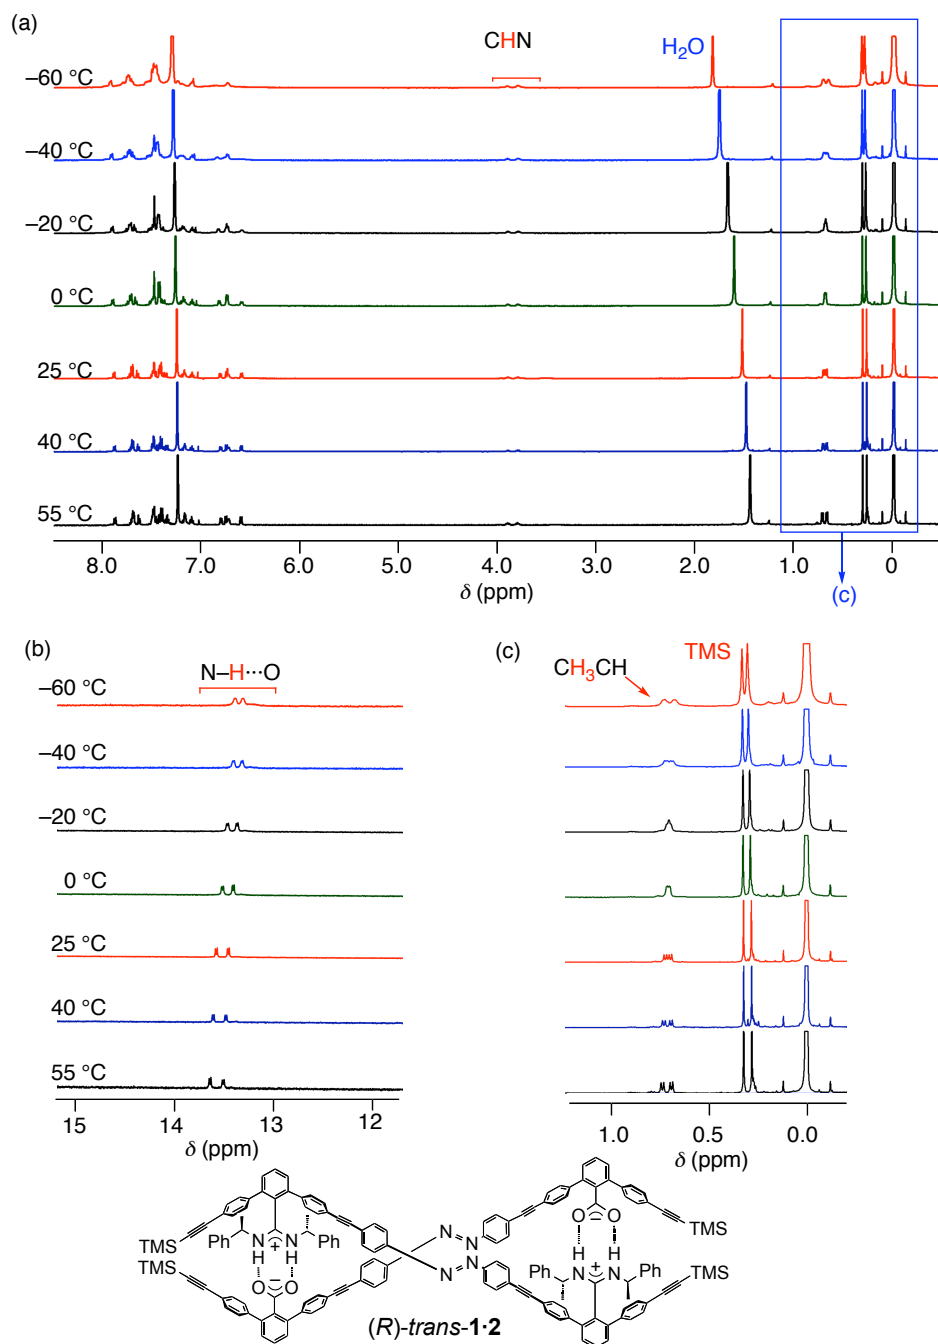 (a)
CHN
H₂O
–60 °C
–40 °C
–20 °C
0 °C
25 °C
40 °C
55 °C
8.0 7.0 6.0 5.0 4.0 3.0 2.0 1.0 0
δ (ppm)
(c)
(b)
N–H···O
–60 °C
–40 °C
–20 °C
0 °C
25 °C
40 °C
55 °C
15 14 13 12
δ (ppm)
(c)
CH₃CH
TMS
1.0 0.5 0.0
δ (ppm)
TMS
TMS
Ph
N
+
N
Ph
H
H
O
O
N
N
N
N
O
O
H
H
Ph
N
+
N
Ph
TMS
TMS
(R)-trans-1·2